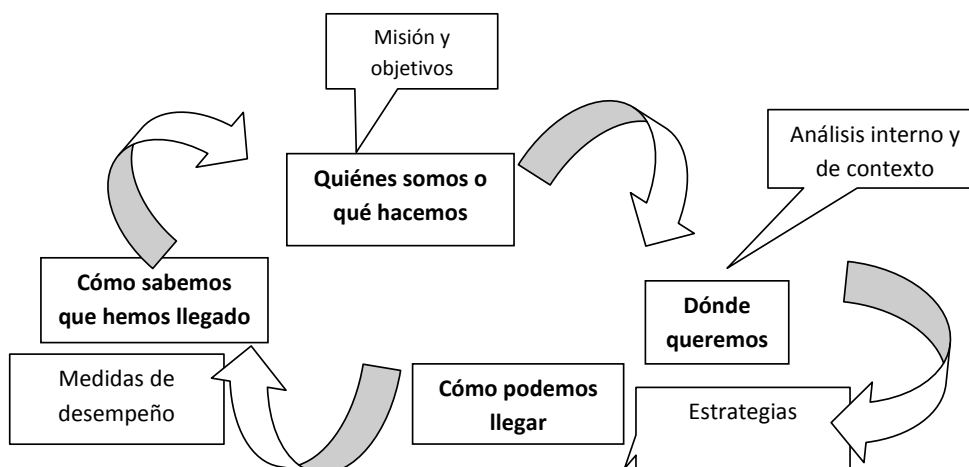 Misión y
objetivos
Análisis interno y
de contexto
Quiénes somos o
qué hacemos
Cómo sabemos
que hemos llegado
Dónde
queremos
Medidas de
desempeño
Cómo podemos
llegar
Estrategias